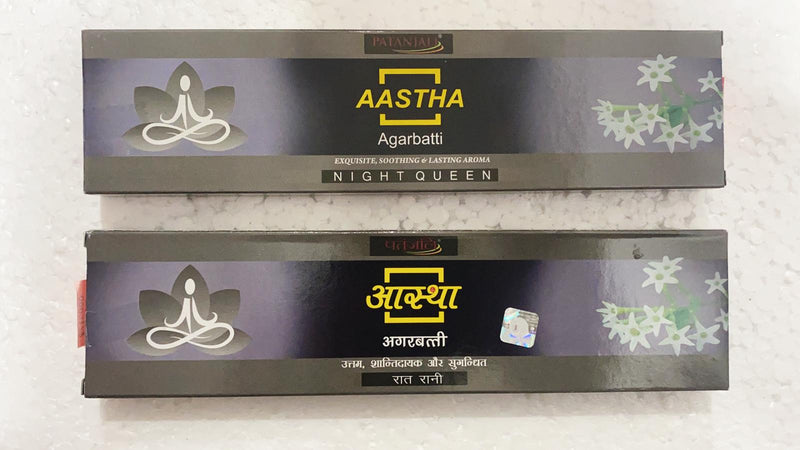 PATANJALI
AASTHA
Agarbatti
EXQUISITE, SOOTHING & LASTING AROMA
NIGHT QUEEN
पतंजलि
आस्था
अगरबत्ती
उत्तम, शान्तिदायक और सुगन्धित
रात रानी